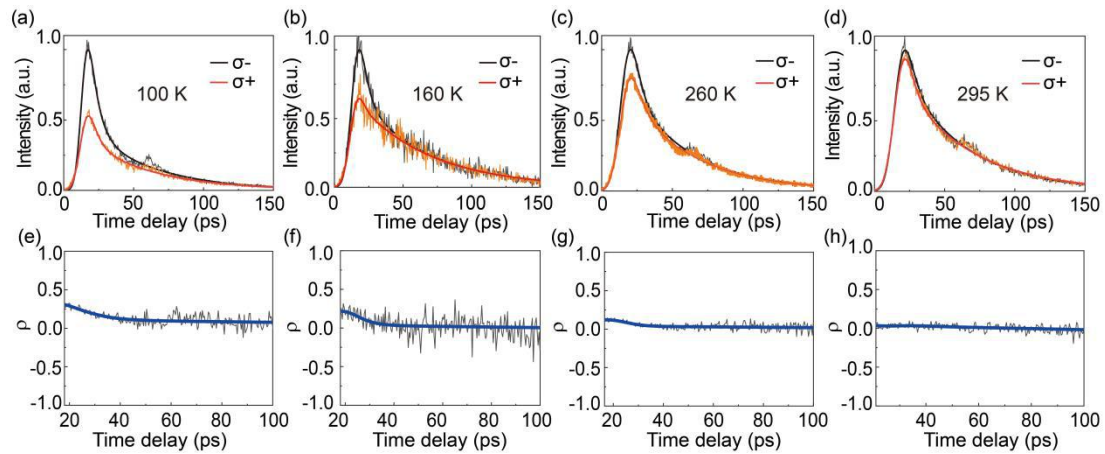 (a) (b) (c) (d)
1.0 1.0 1.0 1.0
σ- σ- σ- σ-
σ+ σ+ σ+ σ+
100 K 160 K 260 K 295 K
Intensity (a.u.) Intensity (a.u.) Intensity (a.u.) Intensity (a.u.)
0.5 0.5 0.5 0.5
0.0 0.0 0.0 0.0
0 50 100 150 0 50 100 150 0 50 100 150 0 50 100 150
Time delay (ps) Time delay (ps) Time delay (ps) Time delay (ps)
(e) (f) (g) (h)
1.0 1.0 1.0 1.0
0.5 0.5 0.5 0.5
ρ 0.0 ρ 0.0 ρ 0.0 ρ 0.0
-0.5 -0.5 -0.5 -0.5
-1.0 -1.0 -1.0 -1.0
20 40 60 80 100 20 40 60 80 100 20 40 60 80 100 40 60 80 100
Time delay (ps) Time delay (ps) Time delay (ps) Time delay (ps)